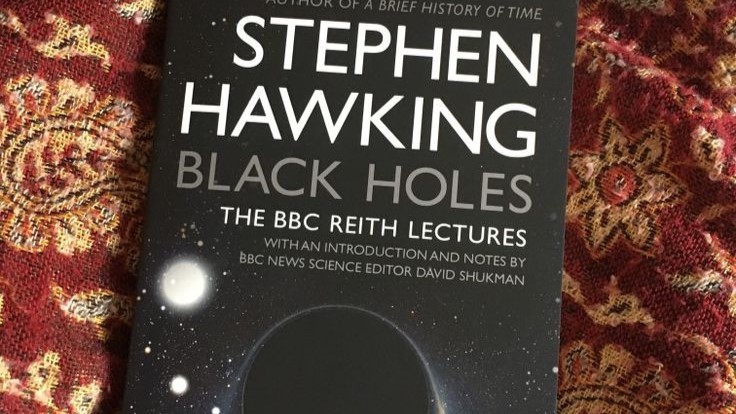 AUTHOR OF A BRIEF HISTORY OF TIME
STEPHEN
HAWKING
BLACK HOLES
THE BBC REITH LECTURES
WITH AN INTRODUCTION AND NOTES BY
BBC NEWS SCIENCE EDITOR DAVID SHUKMAN